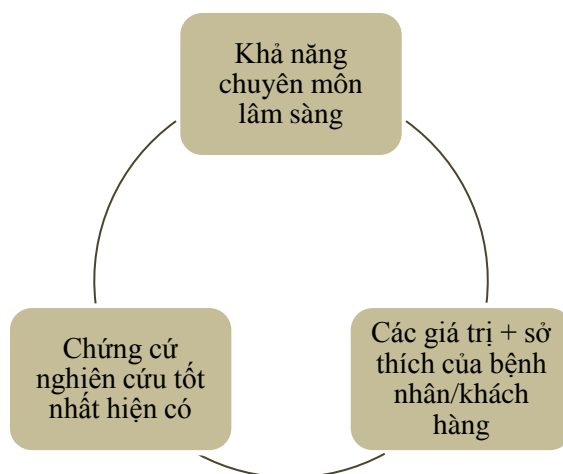 Khả năng
chuyên môn
lâm sàng
Chứng cứ
nghiên cứu tốt
nhất hiện có
Các giá trị + sở
thích của bệnh
nhân/khách
hàng